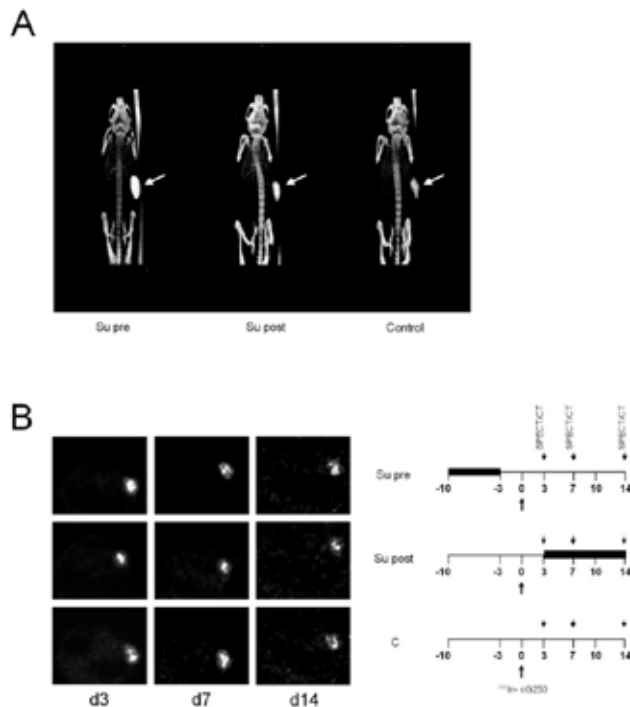 A
Su pre Su post Control
B
SPECT/CT SPECT/CT SPECT/CT
Su pre
-10 -3 0 3 7 10 14
Su post
-10 -3 0 3 7 10 14
C
-10 -3 0 3 7 10 14
In- cG250
d3 d7 d14